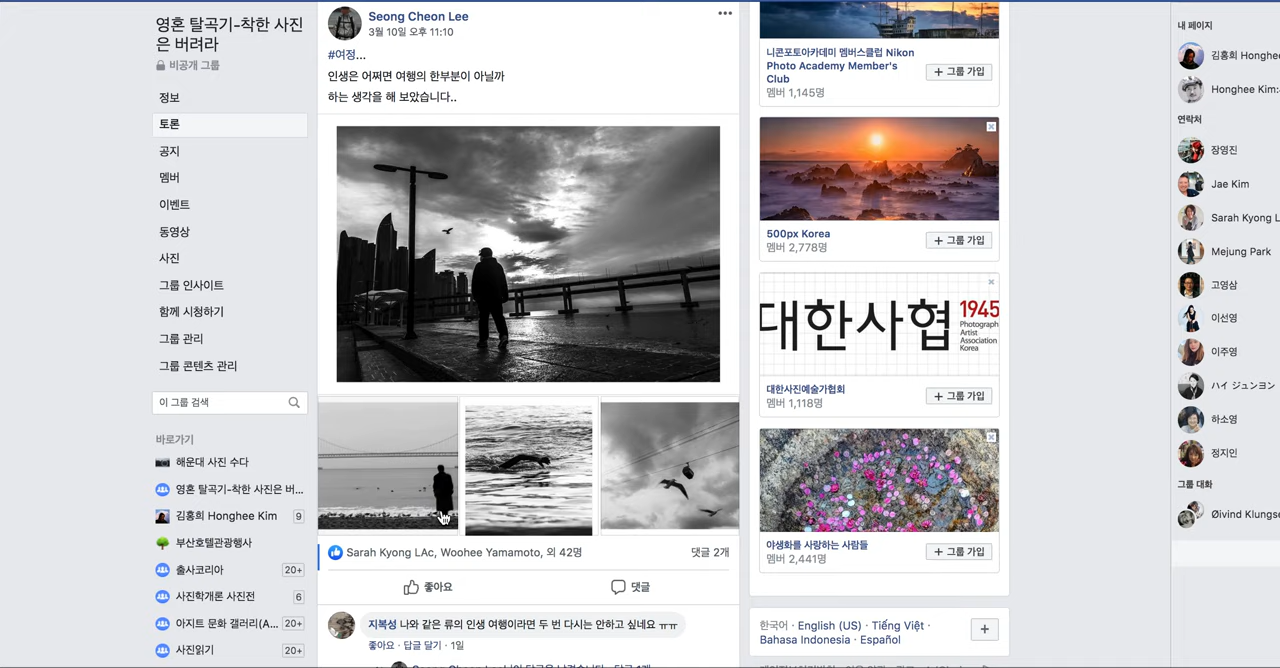 영혼 탈곡기-착한 사진
은 버려라
비공개 그룹
정보
토론
공지
멤버
이벤트
동영상
사진
그룹 인사이트
함께 시청하기
그룹 관리
그룹 콘텐츠 관리
이 그룹 검색
바로가기
해운대 사진 수다
영혼 탈곡기-착한 사진은 버...
김홍희 Honghee Kim 9
부산호텔관광행사
출사코리아 20+
사진학개론 사진전 6
아지트 문화 갤러리(A... 20+
사진읽기 20+
Seong Cheon Lee
3월 10일 오후 11:10
#여정...
인생은 어쩌면 여행의 한부분이 아닐까
하는 생각을 해 보았습니다..
Sarah Kyong LAc, Woohee Yamamoto, 외 42명 댓글 2개
좋아요 댓글
지복성 나와 같은 류의 인생 여행이라면 두 번 다시는 안하고 싶네요 ㅠㅠ
좋아요 · 답글 달기 · 1일
니콘포토아카데미 멤버스클럽 Nikon
Photo Academy Member's
Club
멤버 1,145명
+ 그룹 가입
500px Korea
멤버 2,778명
+ 그룹 가입
대한사협 1945
Photograph
Artist
Association
Korea
대한사진예술가협회
멤버 1,118명
+ 그룹 가입
야생화를 사랑하는 사람들
멤버 2,441명
+ 그룹 가입
한국어 · English (US) · Tiếng Việt ·
Bahasa Indonesia · Español
+
내 페이지
김홍희 Honghee
Honghee Kim:
연락처
장영진
Jae Kim
Sarah Kyong L
Mejung Park
고영삼
이선영
이주영
ハイ ジュンヨン
하소영
정지인
그룹 대화
Øivind Klungse